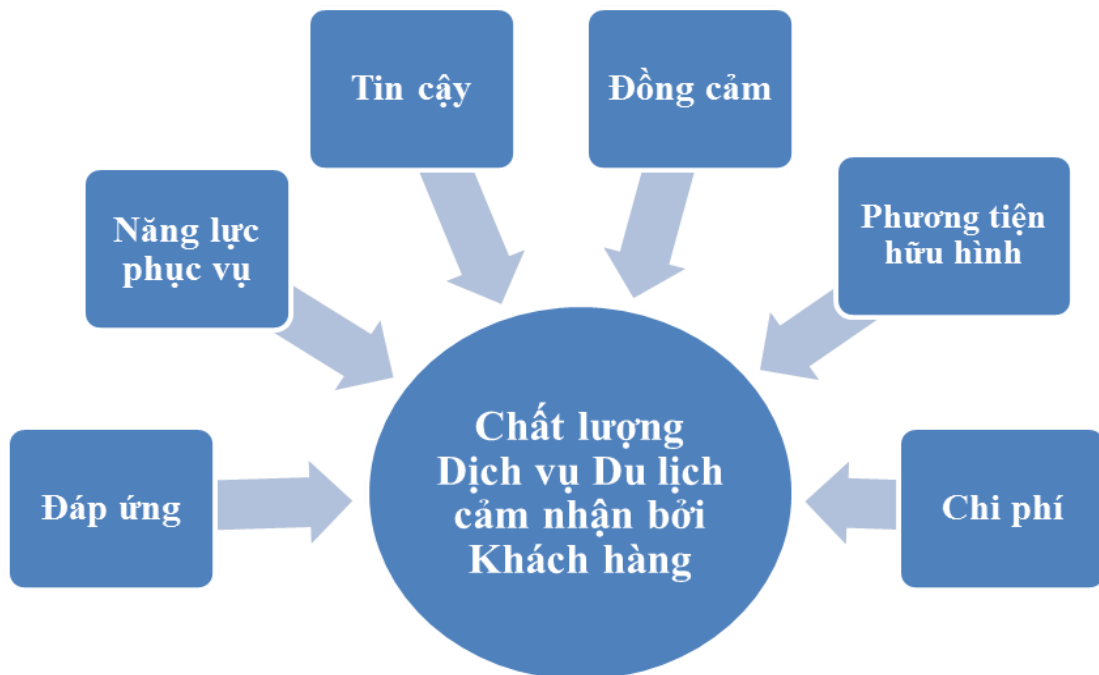 Tin cậy
Đồng cảm
Năng lực
phục vụ
Phương tiện
hữu hình
Đáp ứng
Chất lượng
Dịch vụ Du lịch
cảm nhận bởi
Khách hàng
Chi phí